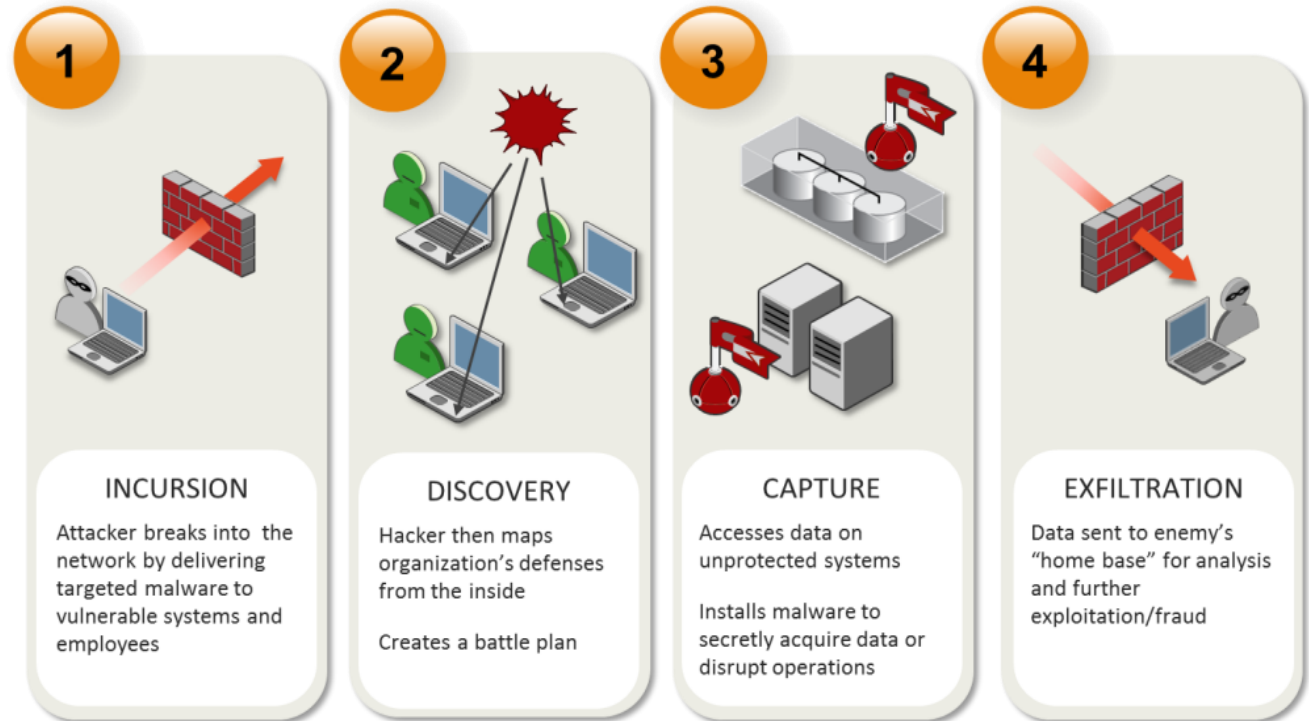 1
INCURSION
Attacker breaks into the
network by delivering
targeted malware to
vulnerable systems and
employees
2
DISCOVERY
Hacker then maps
organization's defenses
from the inside
Creates a battle plan
3
CAPTURE
Accesses data on
unprotected systems
Installs malware to
secretly acquire data or
disrupt operations
4
EXFILTRATION
Data sent to enemy's
“home base” for analysis
and further
exploitation/fraud